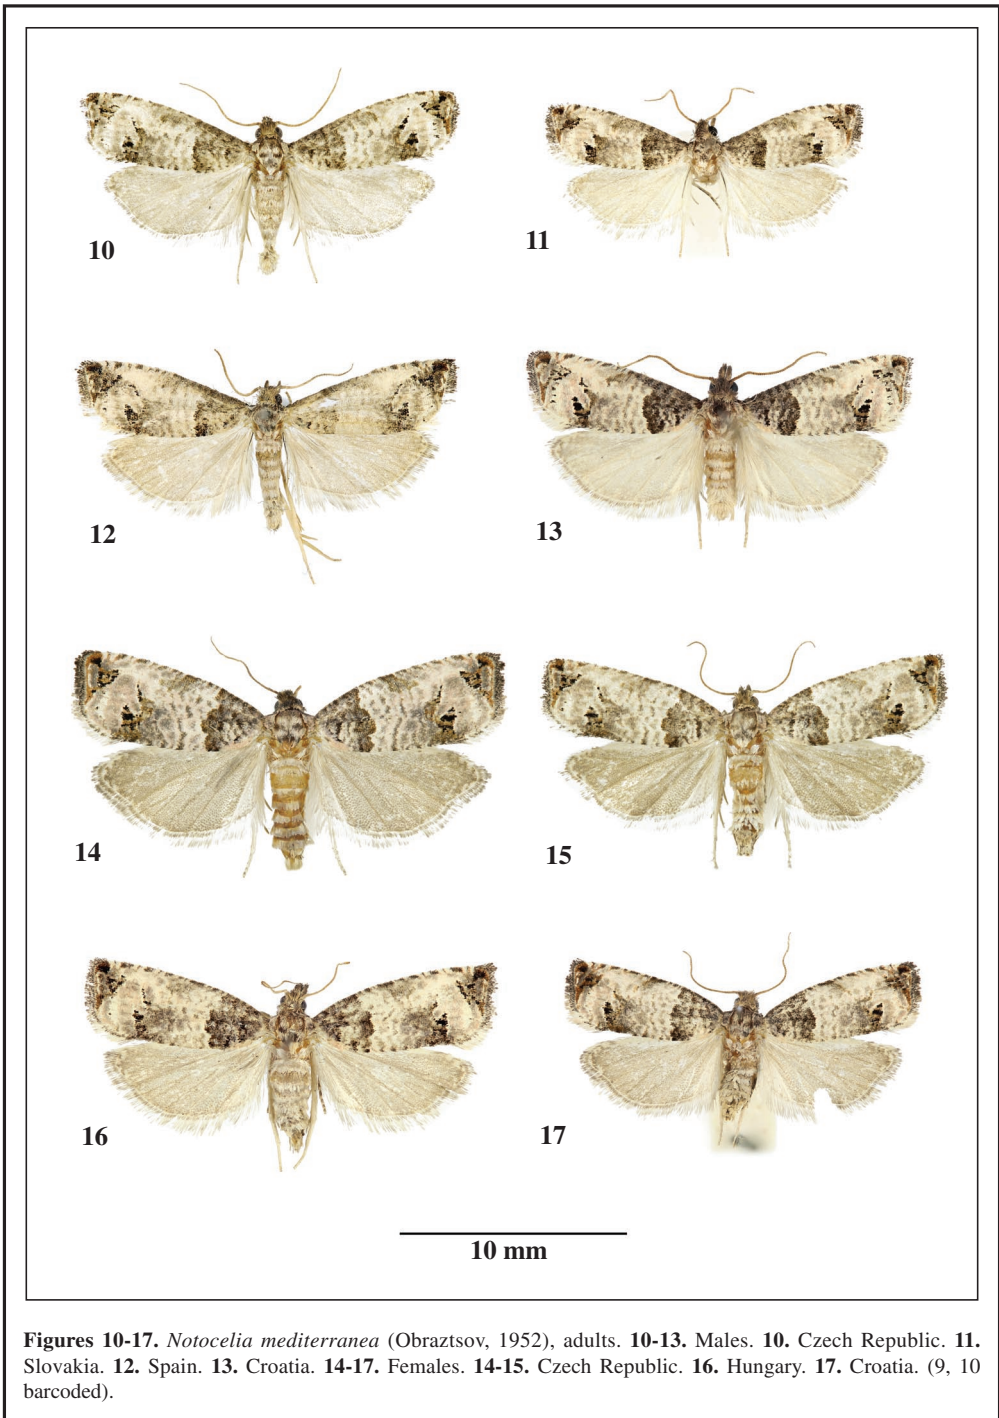 10
11
12
13
14
15
16
17
10 mm
Figures 10-17. Notocelia mediterranea (Obraztsov, 1952), adults. 10-13. Males. 10. Czech Republic. 11.
Slovakia. 12. Spain. 13. Croatia. 14-17. Females. 14-15. Czech Republic. 16. Hungary. 17. Croatia. (9, 10
barcoded).